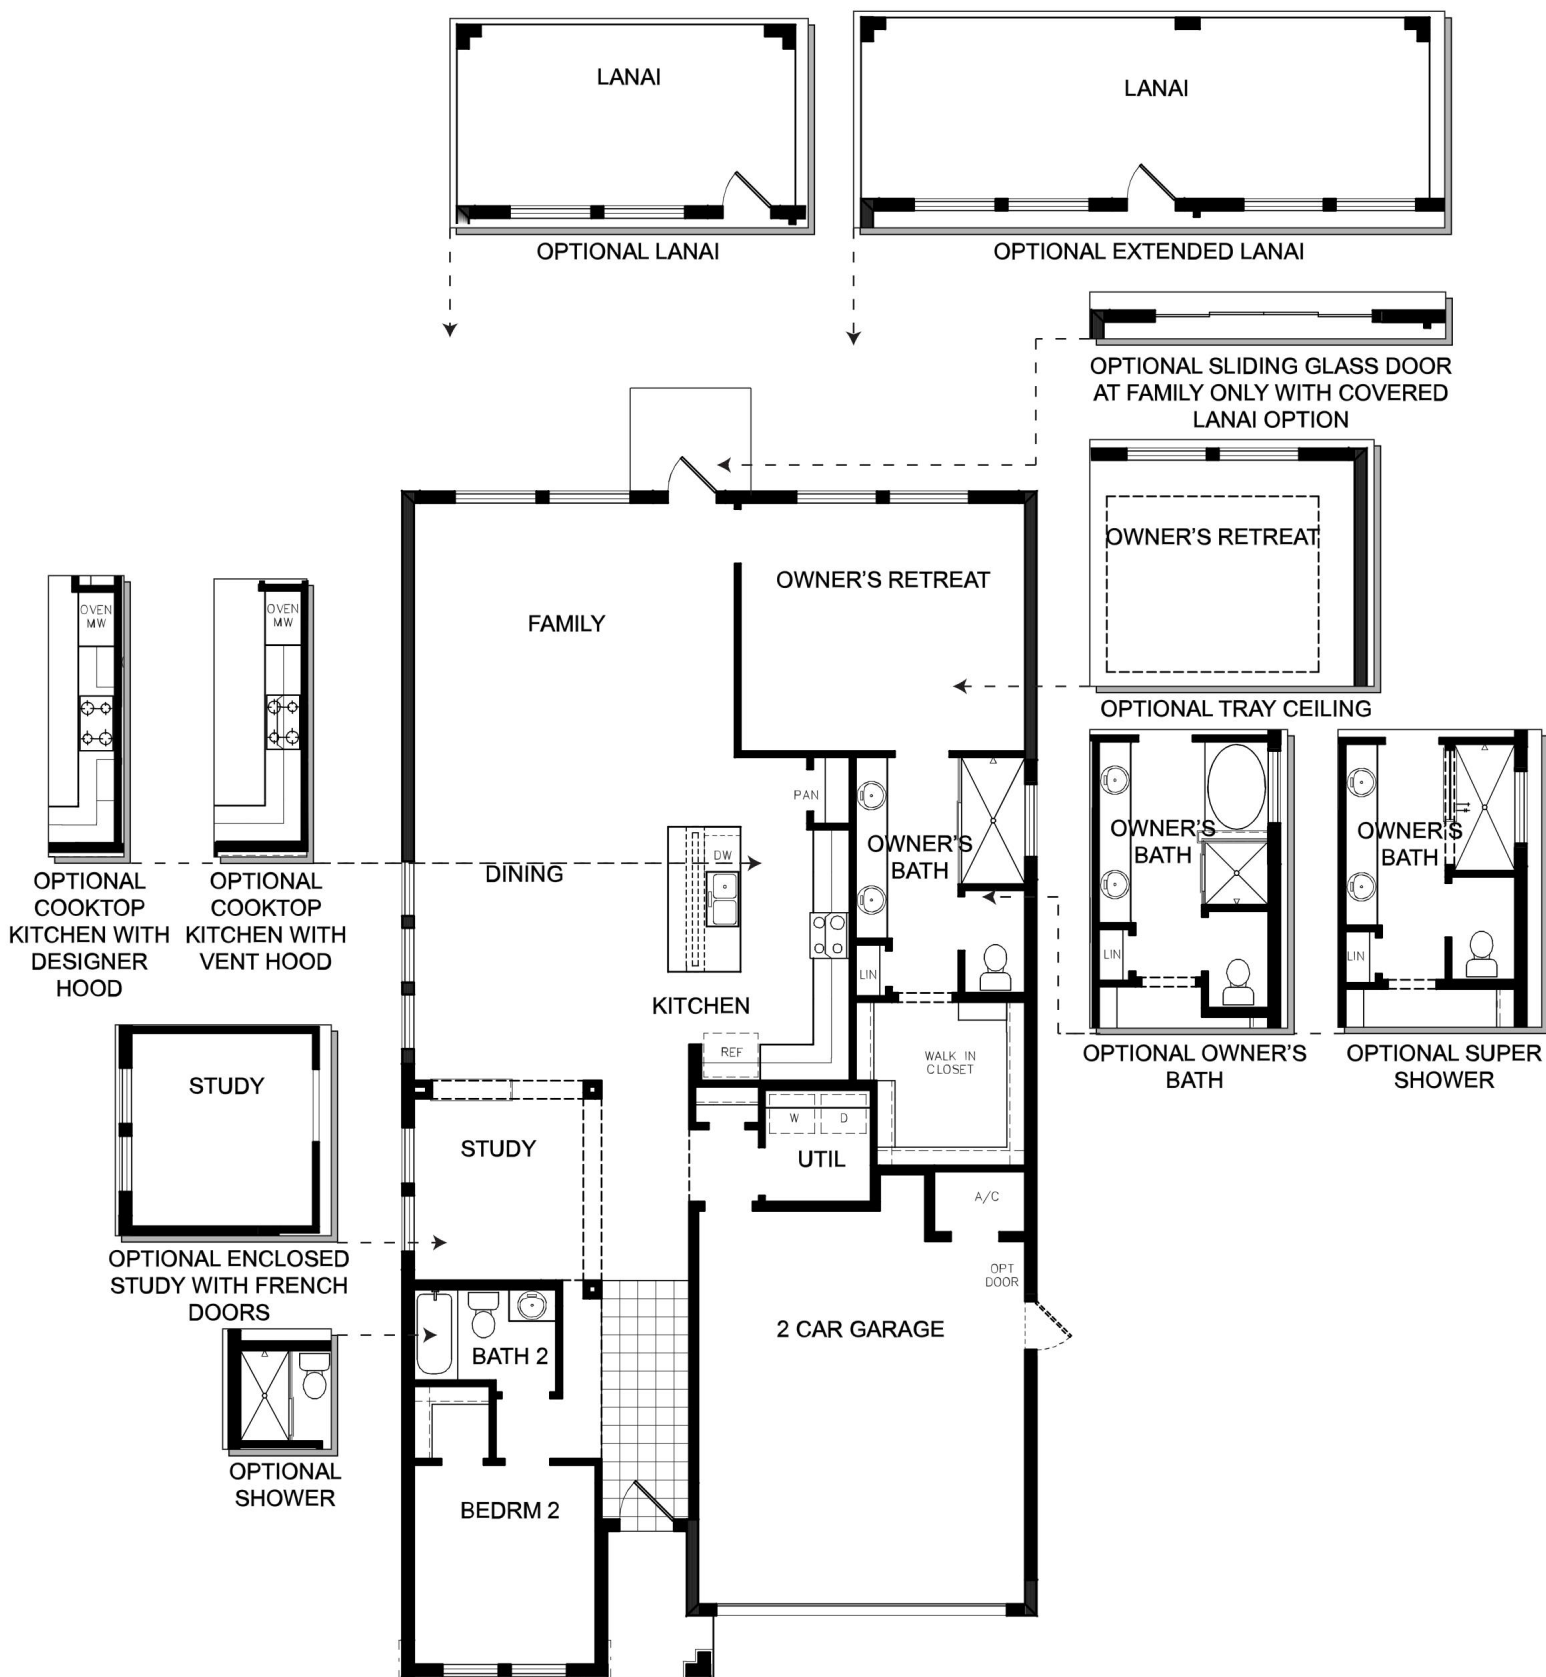 LANAI
OPTIONAL LANAI
LANAI
OPTIONAL EXTENDED LANAI
OPTIONAL SLIDING GLASS DOOR
AT FAMILY ONLY WITH COVERED
LANAI OPTION
OWNER'S RETREAT
OPTIONAL TRAY CEILING
OVEN
MW
OPTIONAL
COOKTOP
KITCHEN WITH
DESIGNER
HOOD
OVEN
MW
OPTIONAL
COOKTOP
KITCHEN WITH
VENT HOOD
FAMILY
OWNER'S RETREAT
PAN
DW
DINING
OWNER'S
BATH
LIN
KITCHEN
REF
WALK IN
CLOSET
OWNER'S
BATH
LIN
OPTIONAL OWNER'S
BATH
OWNER'S
BATH
LIN
OPTIONAL SUPER
SHOWER
STUDY
OPTIONAL ENCLOSED
STUDY WITH FRENCH
DOORS
STUDY
W
D
UTIL
A/C
OPT
DOOR
2 CAR GARAGE
BATH 2
OPTIONAL
SHOWER
BEDRM 2